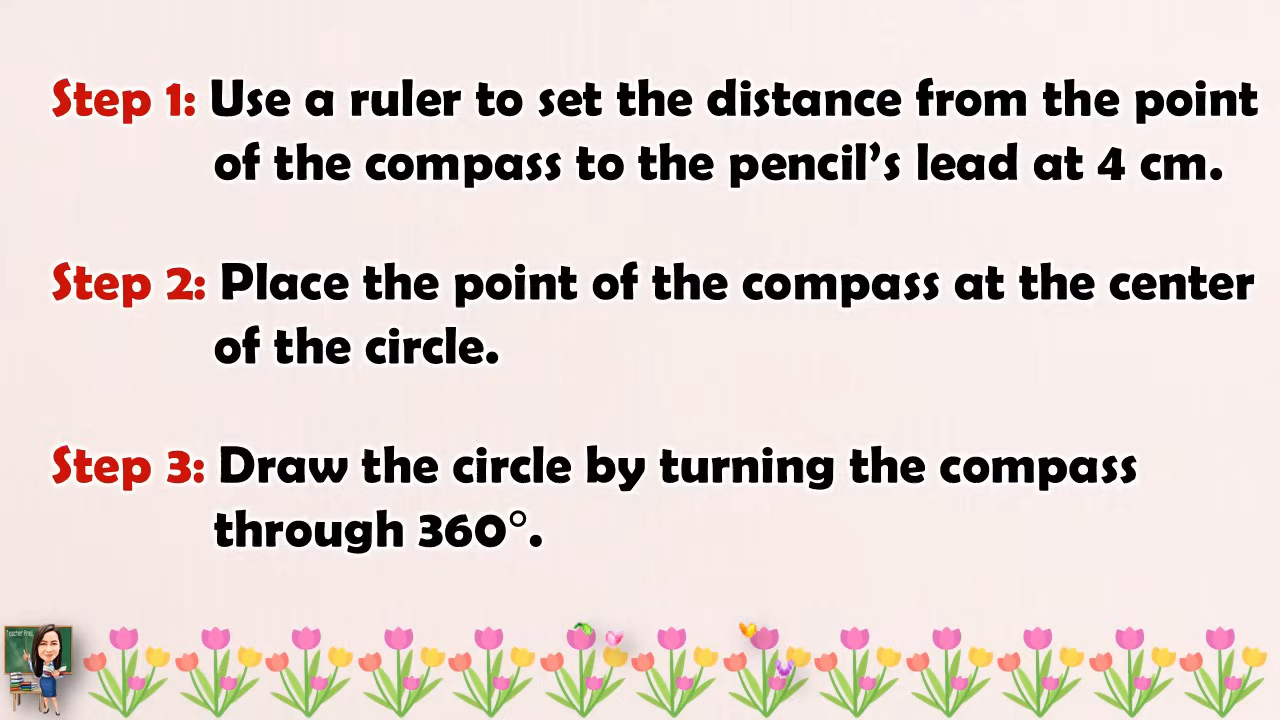 Step 1: Use a ruler to set the distance from the point
of the compass to the pencil’s lead at 4 cm.
Step 2: Place the point of the compass at the center
of the circle.
Step 3: Draw the circle by turning the compass
through 360°.